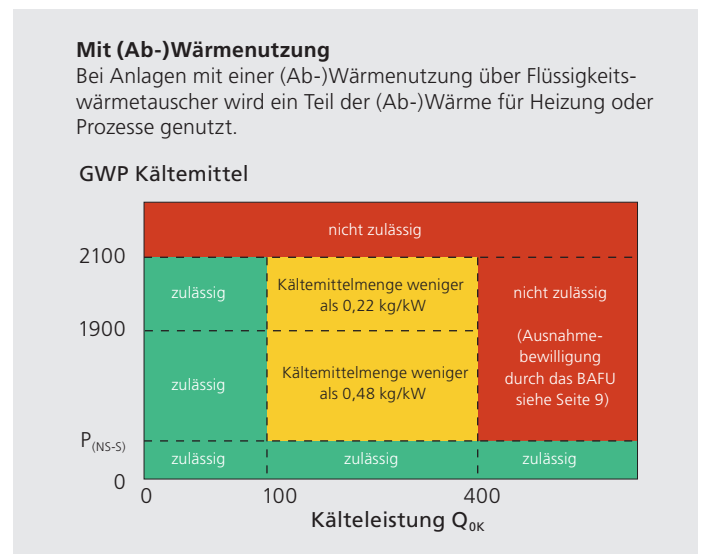 Mit (Ab-)Wärmenutzung
Bei Anlagen mit einer (Ab-)Wärmenutzung über Flüssigkeits-
wärmetauscher wird ein Teil der (Ab-)Wärme für Heizung oder
Prozesse genutzt.
GWP Kältemittel
nicht zulässig
2100
zulässig
Kältemittelmenge weniger
als 0,22 kg/kW
nicht zulässig
1900
(Ausnahme-
bewilligung
durch das BAFU
siehe Seite 9)
zulässig
Kältemittelmenge weniger
als 0,48 kg/kW
P(NS-S)
zulässig
zulässig
zulässig
0
0
100
400
Kälteleistung Q0K